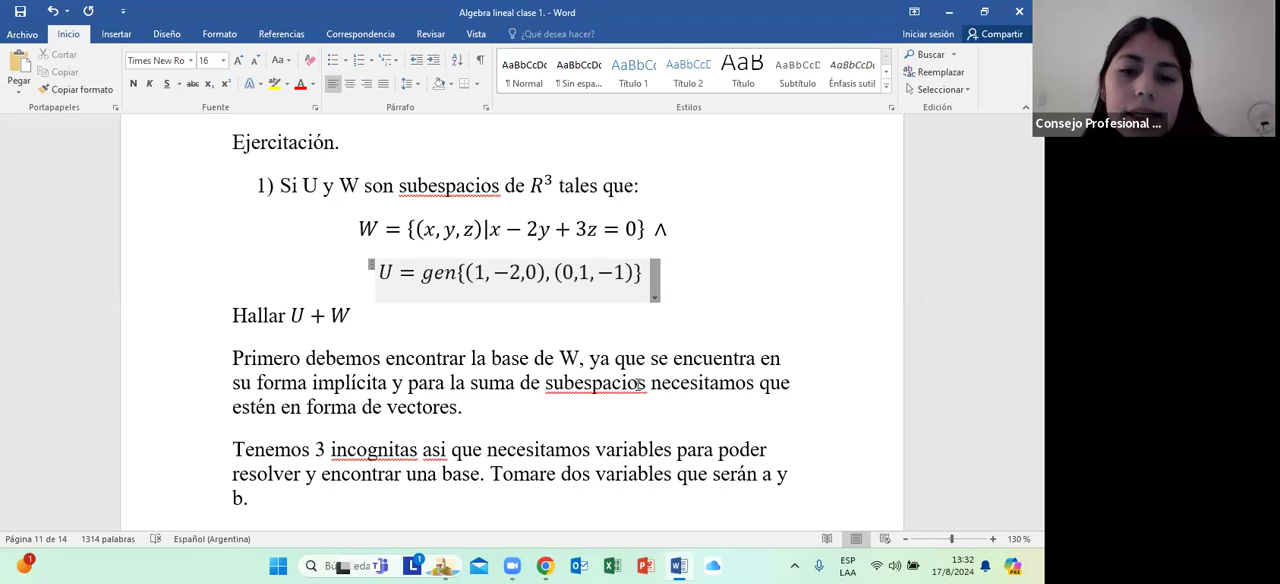 Algebra lineal clase 1. - Word
Archivo Inicio Insertar Diseño Formato Referencias Correspondencia Revisar Vista ¿Qué desea hacer? Iniciar sesión Compartir
Pegar
Cortar
Copiar
Copiar formato
Portapapeles
Times New Ro 16
N K S abc x₂ x²
Fuente
Párrafo
AaBbCcDc AaBbCcDc AaBbCc AaBbCcD AaB AaBbCcD AaBbCcDc
¶ Normal ¶ Sin espa... Título 1 Título 2 Título Subtítulo Énfasis sutil
Estilos
Buscar
Reemplazar
Seleccionar
Edición
Consejo Profesional ...
Ejercitación.
1) Si U y W son subespacios de R³ tales que:
W = {(x, y, z)|x − 2y + 3z = 0} ∧
U = gen{(1, −2,0), (0,1, −1)}
Hallar U + W
Primero debemos encontrar la base de W, ya que se encuentra en
su forma implícita y para la suma de subespacios necesitamos que
estén en forma de vectores.
Tenemos 3 incognitas asi que necesitamos variables para poder
resolver y encontrar una base. Tomare dos variables que serán a y
b.
Página 11 de 14 1314 palabras Español (Argentina) 130 %
ESP
LAA
13:32
17/8/2024